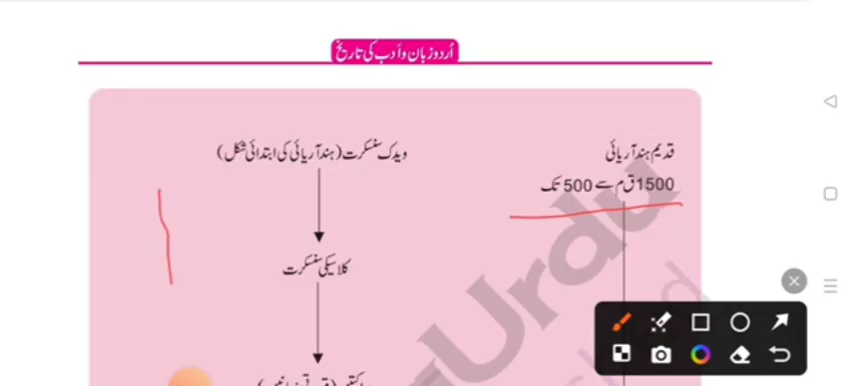 اُردو زبان و ادب کی تاریخ
قدیم ہند آریائی
1500 ق م سے 500 تک
ویدک سنسکرت (ہند آریائی کی ابتدائی شکل)
کلاسیکی سنسکرت
Urdu